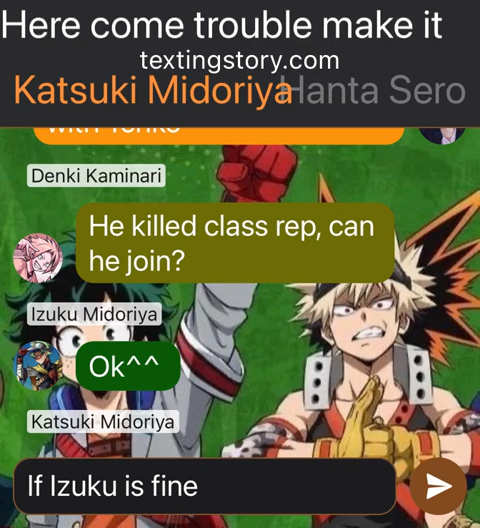 Here come trouble make it
textingstory.com
Katsuki Midoriya Hanta Sero
Denki Kaminari
He killed class rep, can
he join?
Izuku Midoriya
Ok^^
Katsuki Midoriya
If Izuku is fine